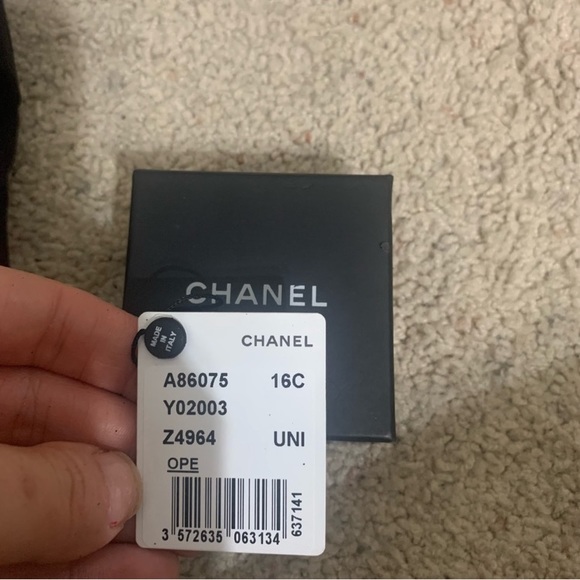 CHANEL
MADE
IN
ITALY
CHANEL
A86075 16C
Y02003
Z4964 UNI
OPE
3 572635 063134
637141